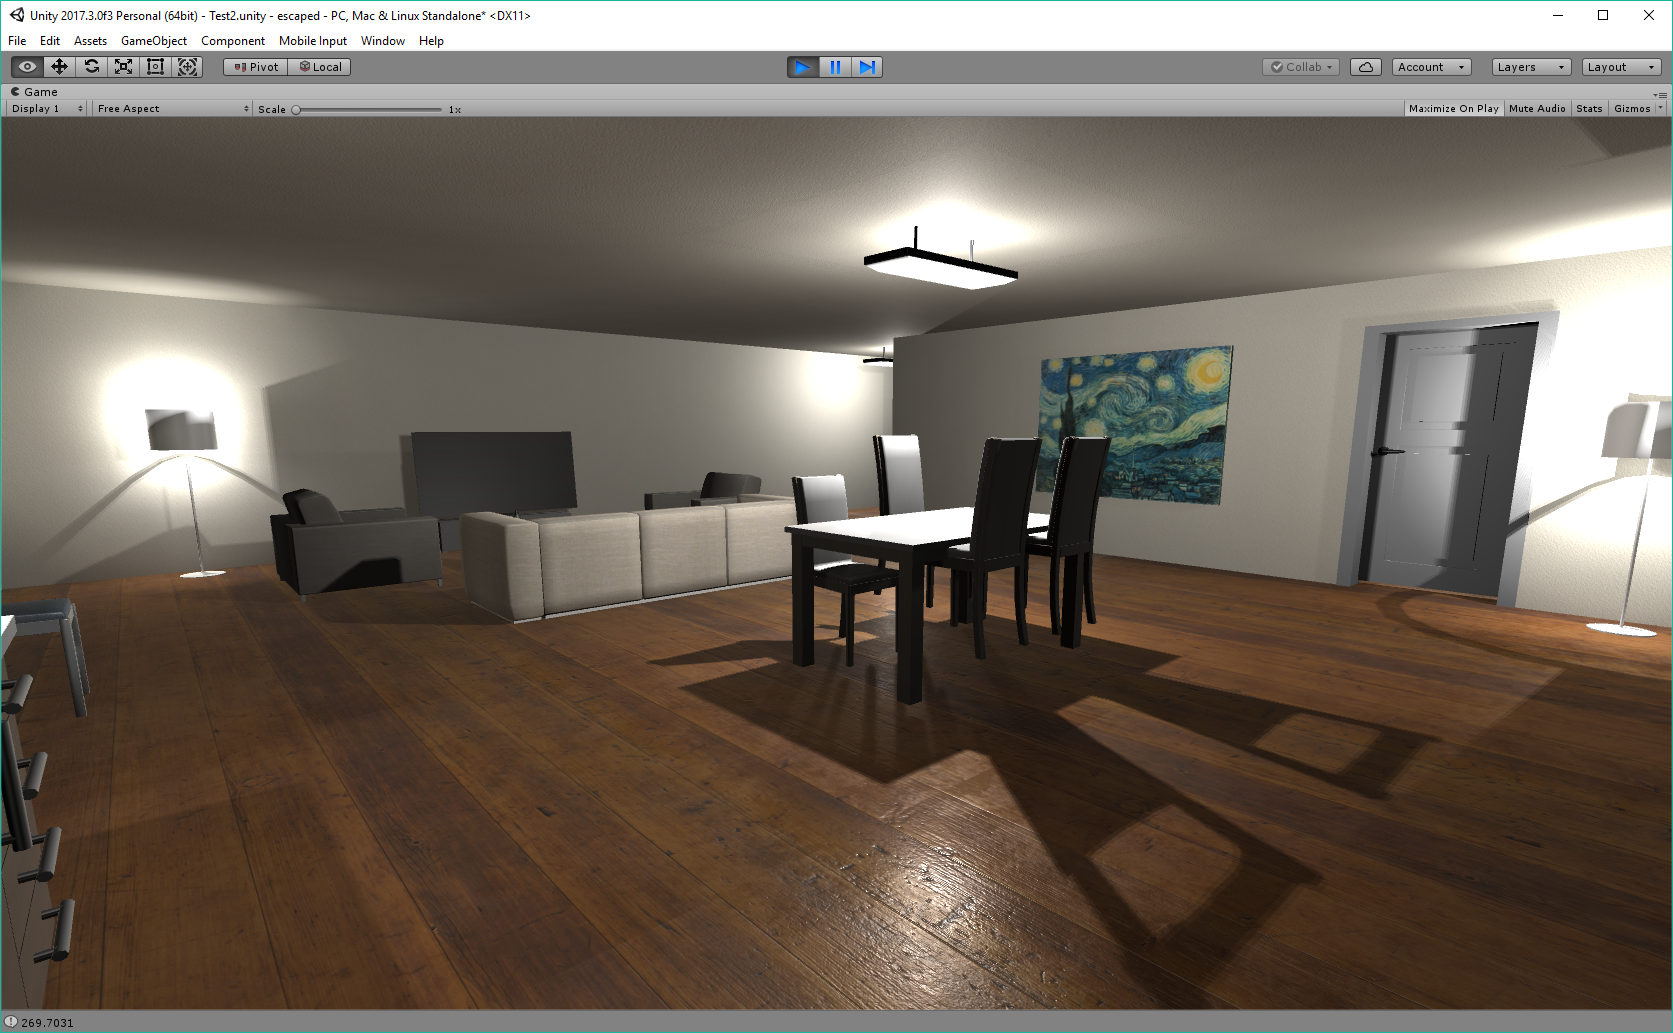 Unity 2017.3.0f3 Personal (64bit) - Test2.unity - escaped - PC, Mac & Linux Standalone* <DX11>
File Edit Assets GameObject Component Mobile Input Window Help
Pivot Local Collab Account Layers Layout
Game
Display 1 Free Aspect Scale 1x Maximize On Play Mute Audio Stats Gizmos
269.7031